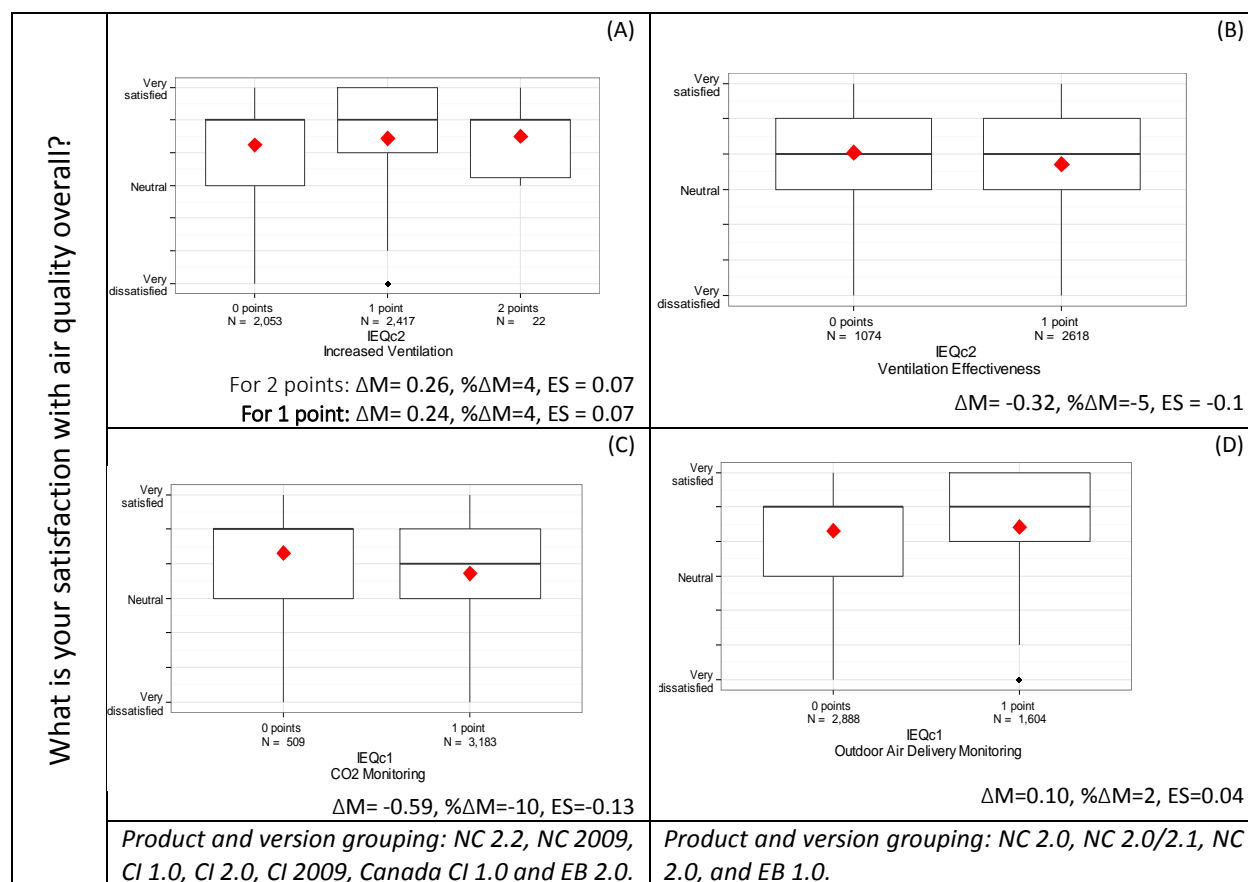 What is your satisfaction with air quality overall?
(A)
Very
satisfied
Neutral
Very
dissatisfied
0 points
N = 2,053
1 point
N = 2,417
2 points
N = 22
IEQc2
Increased Ventilation
For 2 points: ΔM= 0.26, %ΔM=4, ES = 0.07
For 1 point: ΔM= 0.24, %ΔM=4, ES = 0.07
(B)
Very
satisfied
Neutral
Very
dissatisfied
0 points
N = 1074
1 point
N = 2618
IEQc2
Ventilation Effectiveness
ΔM= -0.32, %ΔM=-5, ES = -0.1
(C)
Very
satisfied
Neutral
Very
dissatisfied
0 points
N = 509
1 point
N = 3,183
IEQc1
CO2 Monitoring
ΔM= -0.59, %ΔM=-10, ES=-0.13
(D)
Very
satisfied
Neutral
Very
dissatisfied
0 points
N = 2,888
1 point
N = 1,604
IEQc1
Outdoor Air Delivery Monitoring
ΔM=0.10, %ΔM=2, ES=0.04
Product and version grouping: NC 2.2, NC 2009,
CI 1.0, CI 2.0, CI 2009, Canada CI 1.0 and EB 2.0.
Product and version grouping: NC 2.0, NC 2.0/2.1, NC
2.0, and EB 1.0.